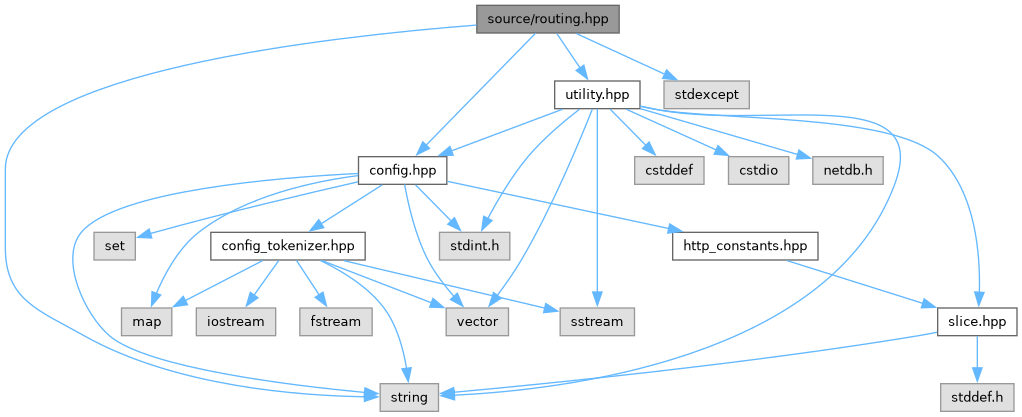 source/routing.hpp
utility.hpp
stdexcept
config.hpp
cstddef
cstdio
netdb.h
set
config_tokenizer.hpp
stdint.h
http_constants.hpp
map
iostream
fstream
vector
sstream
slice.hpp
string
stddef.h